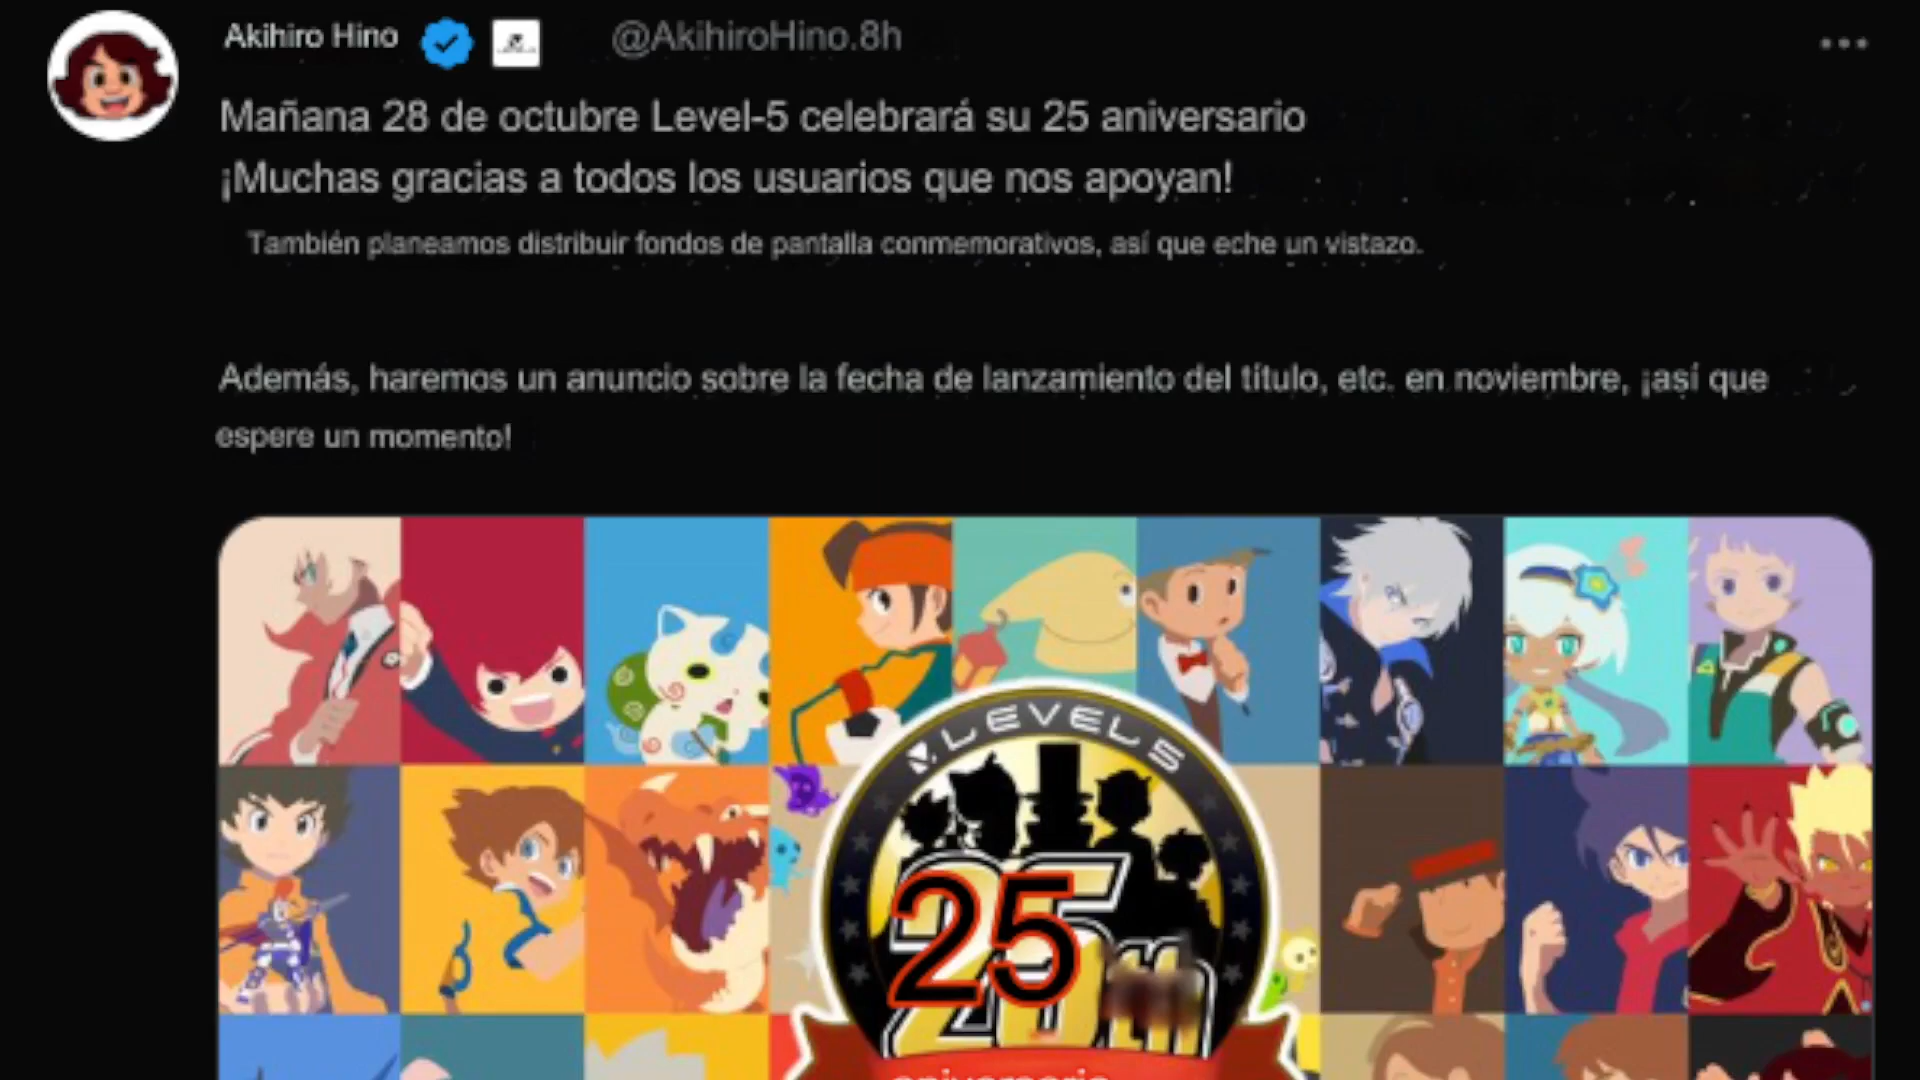 Akihiro Hino @AkihiroHino.8h
Mañana 28 de octubre Level-5 celebrará su 25 aniversario
¡Muchas gracias a todos los usuarios que nos apoyan!
También planeamos distribuir fondos de pantalla conmemorativos, así que eche un vistazo.
Además, haremos un anuncio sobre la fecha de lanzamiento del título, etc. en noviembre, ¡así que
espere un momento!
LEVEL5
25
aniversario